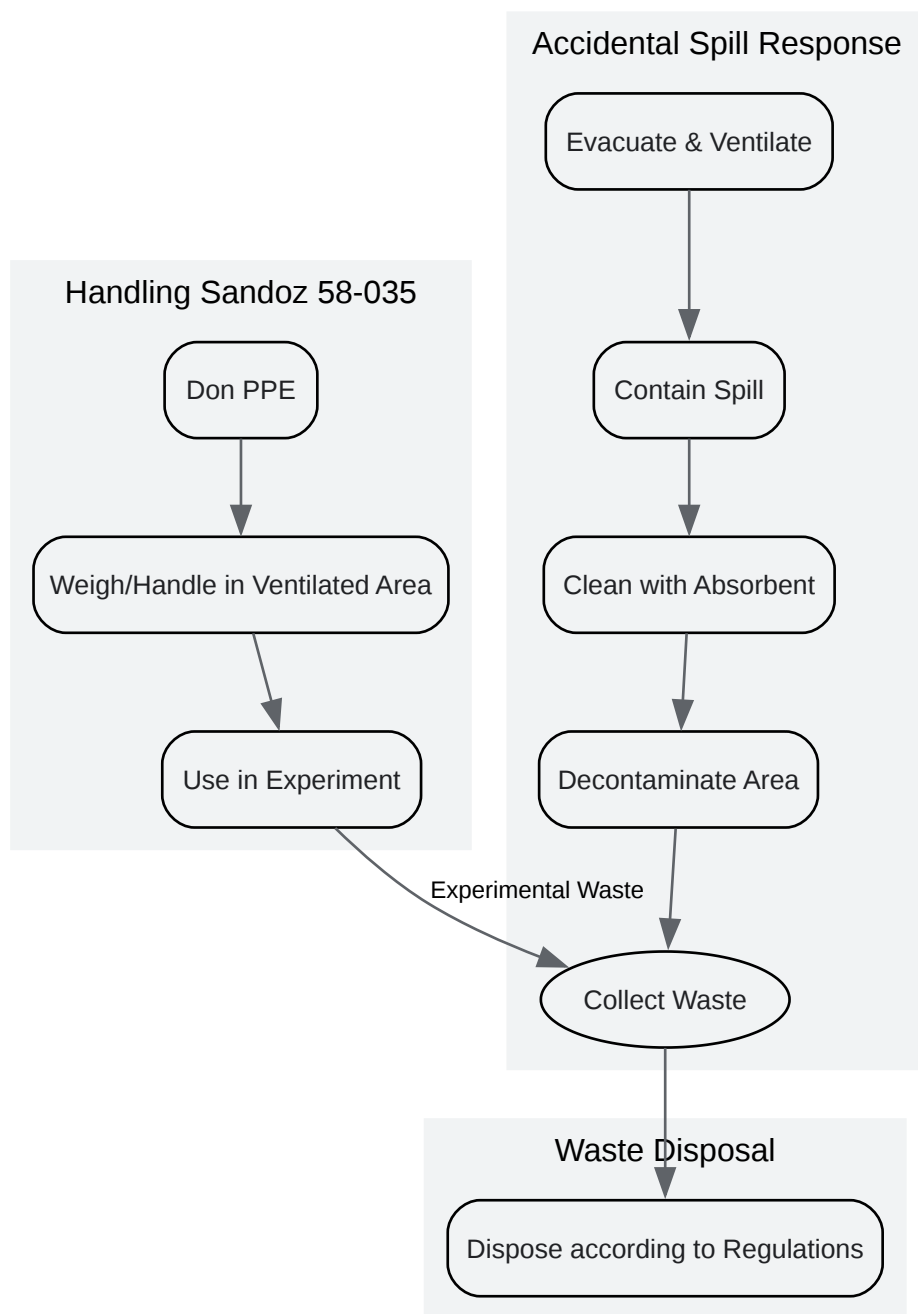 Accidental Spill Response
Evacuate & Ventilate
Handling Sandoz 58-035
Don PPE
Contain Spill
Weigh/Handle in Ventilated Area
Clean with Absorbent
Use in Experiment
Decontaminate Area
Experimental Waste
Collect Waste
Waste Disposal
Dispose according to Regulations